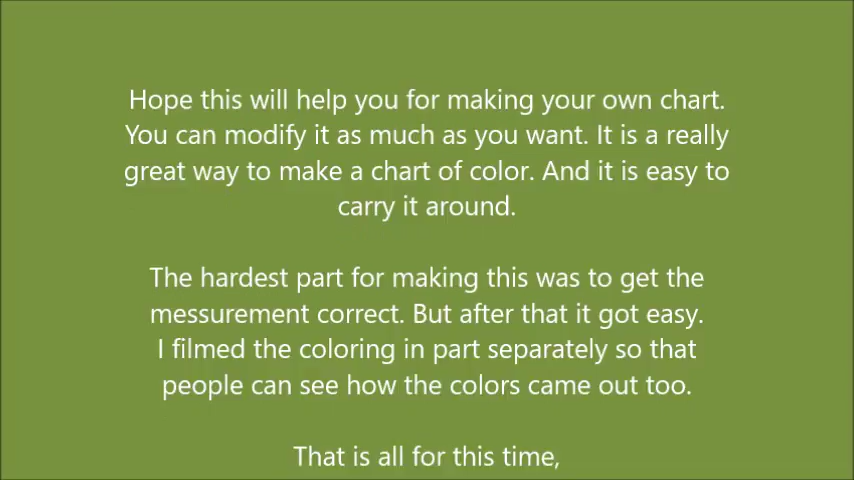 Hope this will help you for making your own chart.
You can modify it as much as you want. It is a really
great way to make a chart of color. And it is easy to
carry it around.
The hardest part for making this was to get the
messurement correct. But after that it got easy.
I filmed the coloring in part separately so that
people can see how the colors came out too.
That is all for this time,